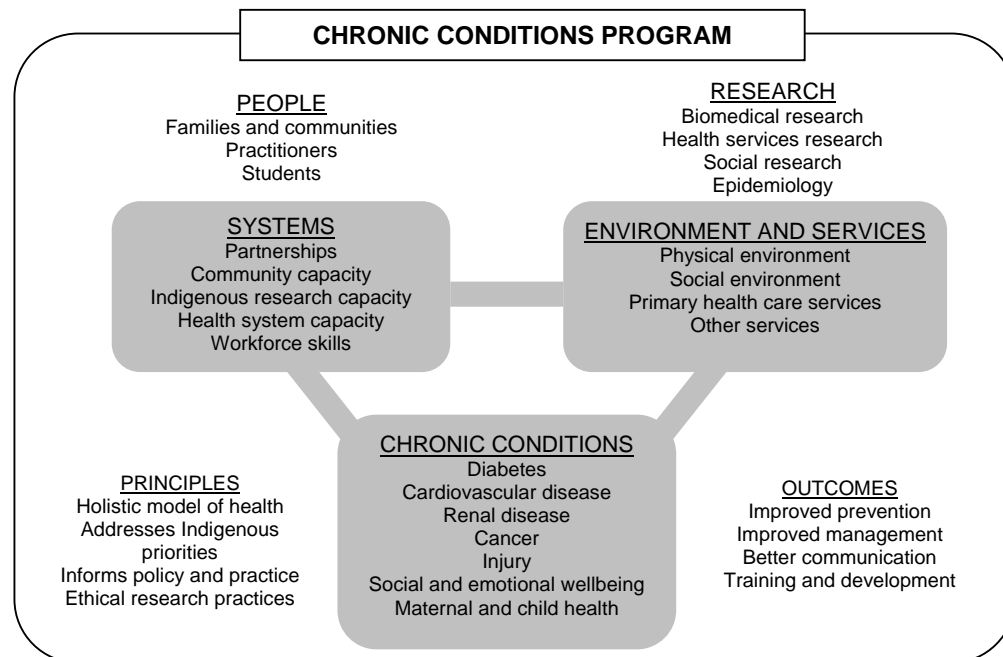 CHRONIC CONDITIONS PROGRAM
PEOPLE
Families and communities
Practitioners
Students
RESEARCH
Biomedical research
Health services research
Social research
Epidemiology
SYSTEMS
Partnerships
Community capacity
Indigenous research capacity
Health system capacity
Workforce skills
ENVIRONMENT AND SERVICES
Physical environment
Social environment
Primary health care services
Other services
CHRONIC CONDITIONS
Diabetes
Cardiovascular disease
Renal disease
Cancer
Injury
Social and emotional wellbeing
Maternal and child health
PRINCIPLES
Holistic model of health
Addresses Indigenous
priorities
Informs policy and practice
Ethical research practices
OUTCOMES
Improved prevention
Improved management
Better communication
Training and development